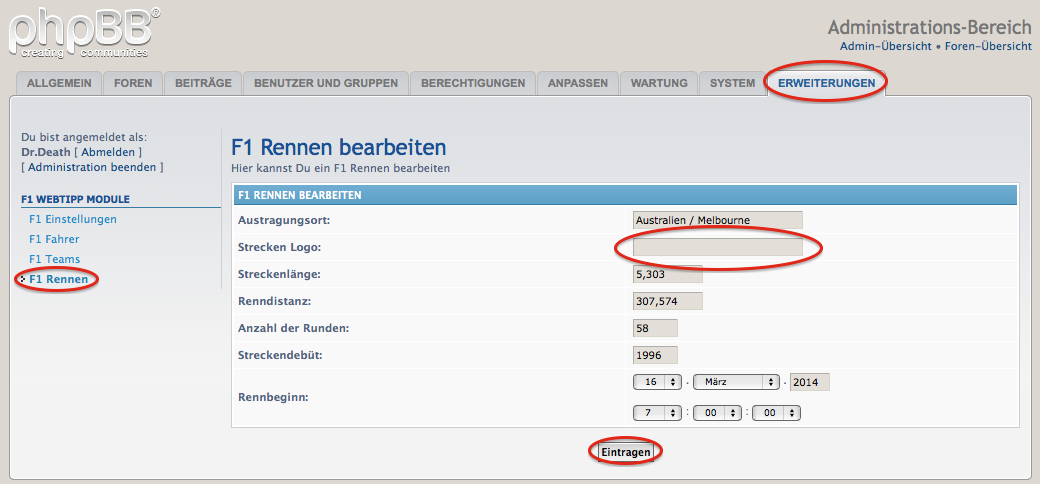 phpBB®
creating communities
Administrations-Bereich
Admin-Übersicht • Foren-Übersicht
ALLGEMEIN FOREN BEITRÄGE BENUTZER UND GRUPPEN BERECHTIGUNGEN ANPASSEN WARTUNG SYSTEM ERWEITERUNGEN
Du bist angemeldet als:
Dr.Death [ Abmelden ]
[ Administration beenden ]
F1 WEBTIPP MODULE
F1 Einstellungen
F1 Fahrer
F1 Teams
F1 Rennen
F1 Rennen bearbeiten
Hier kannst Du ein F1 Rennen bearbeiten
F1 RENNEN BEARBEITEN
Austragungsort: Australien / Melbourne
Strecken Logo:
Streckenlänge: 5,303
Renndistanz: 307,574
Anzahl der Runden: 58
Streckendebüt: 1996
Rennbeginn: 16 . März . 2014
7 : 00 : 00
Eintragen